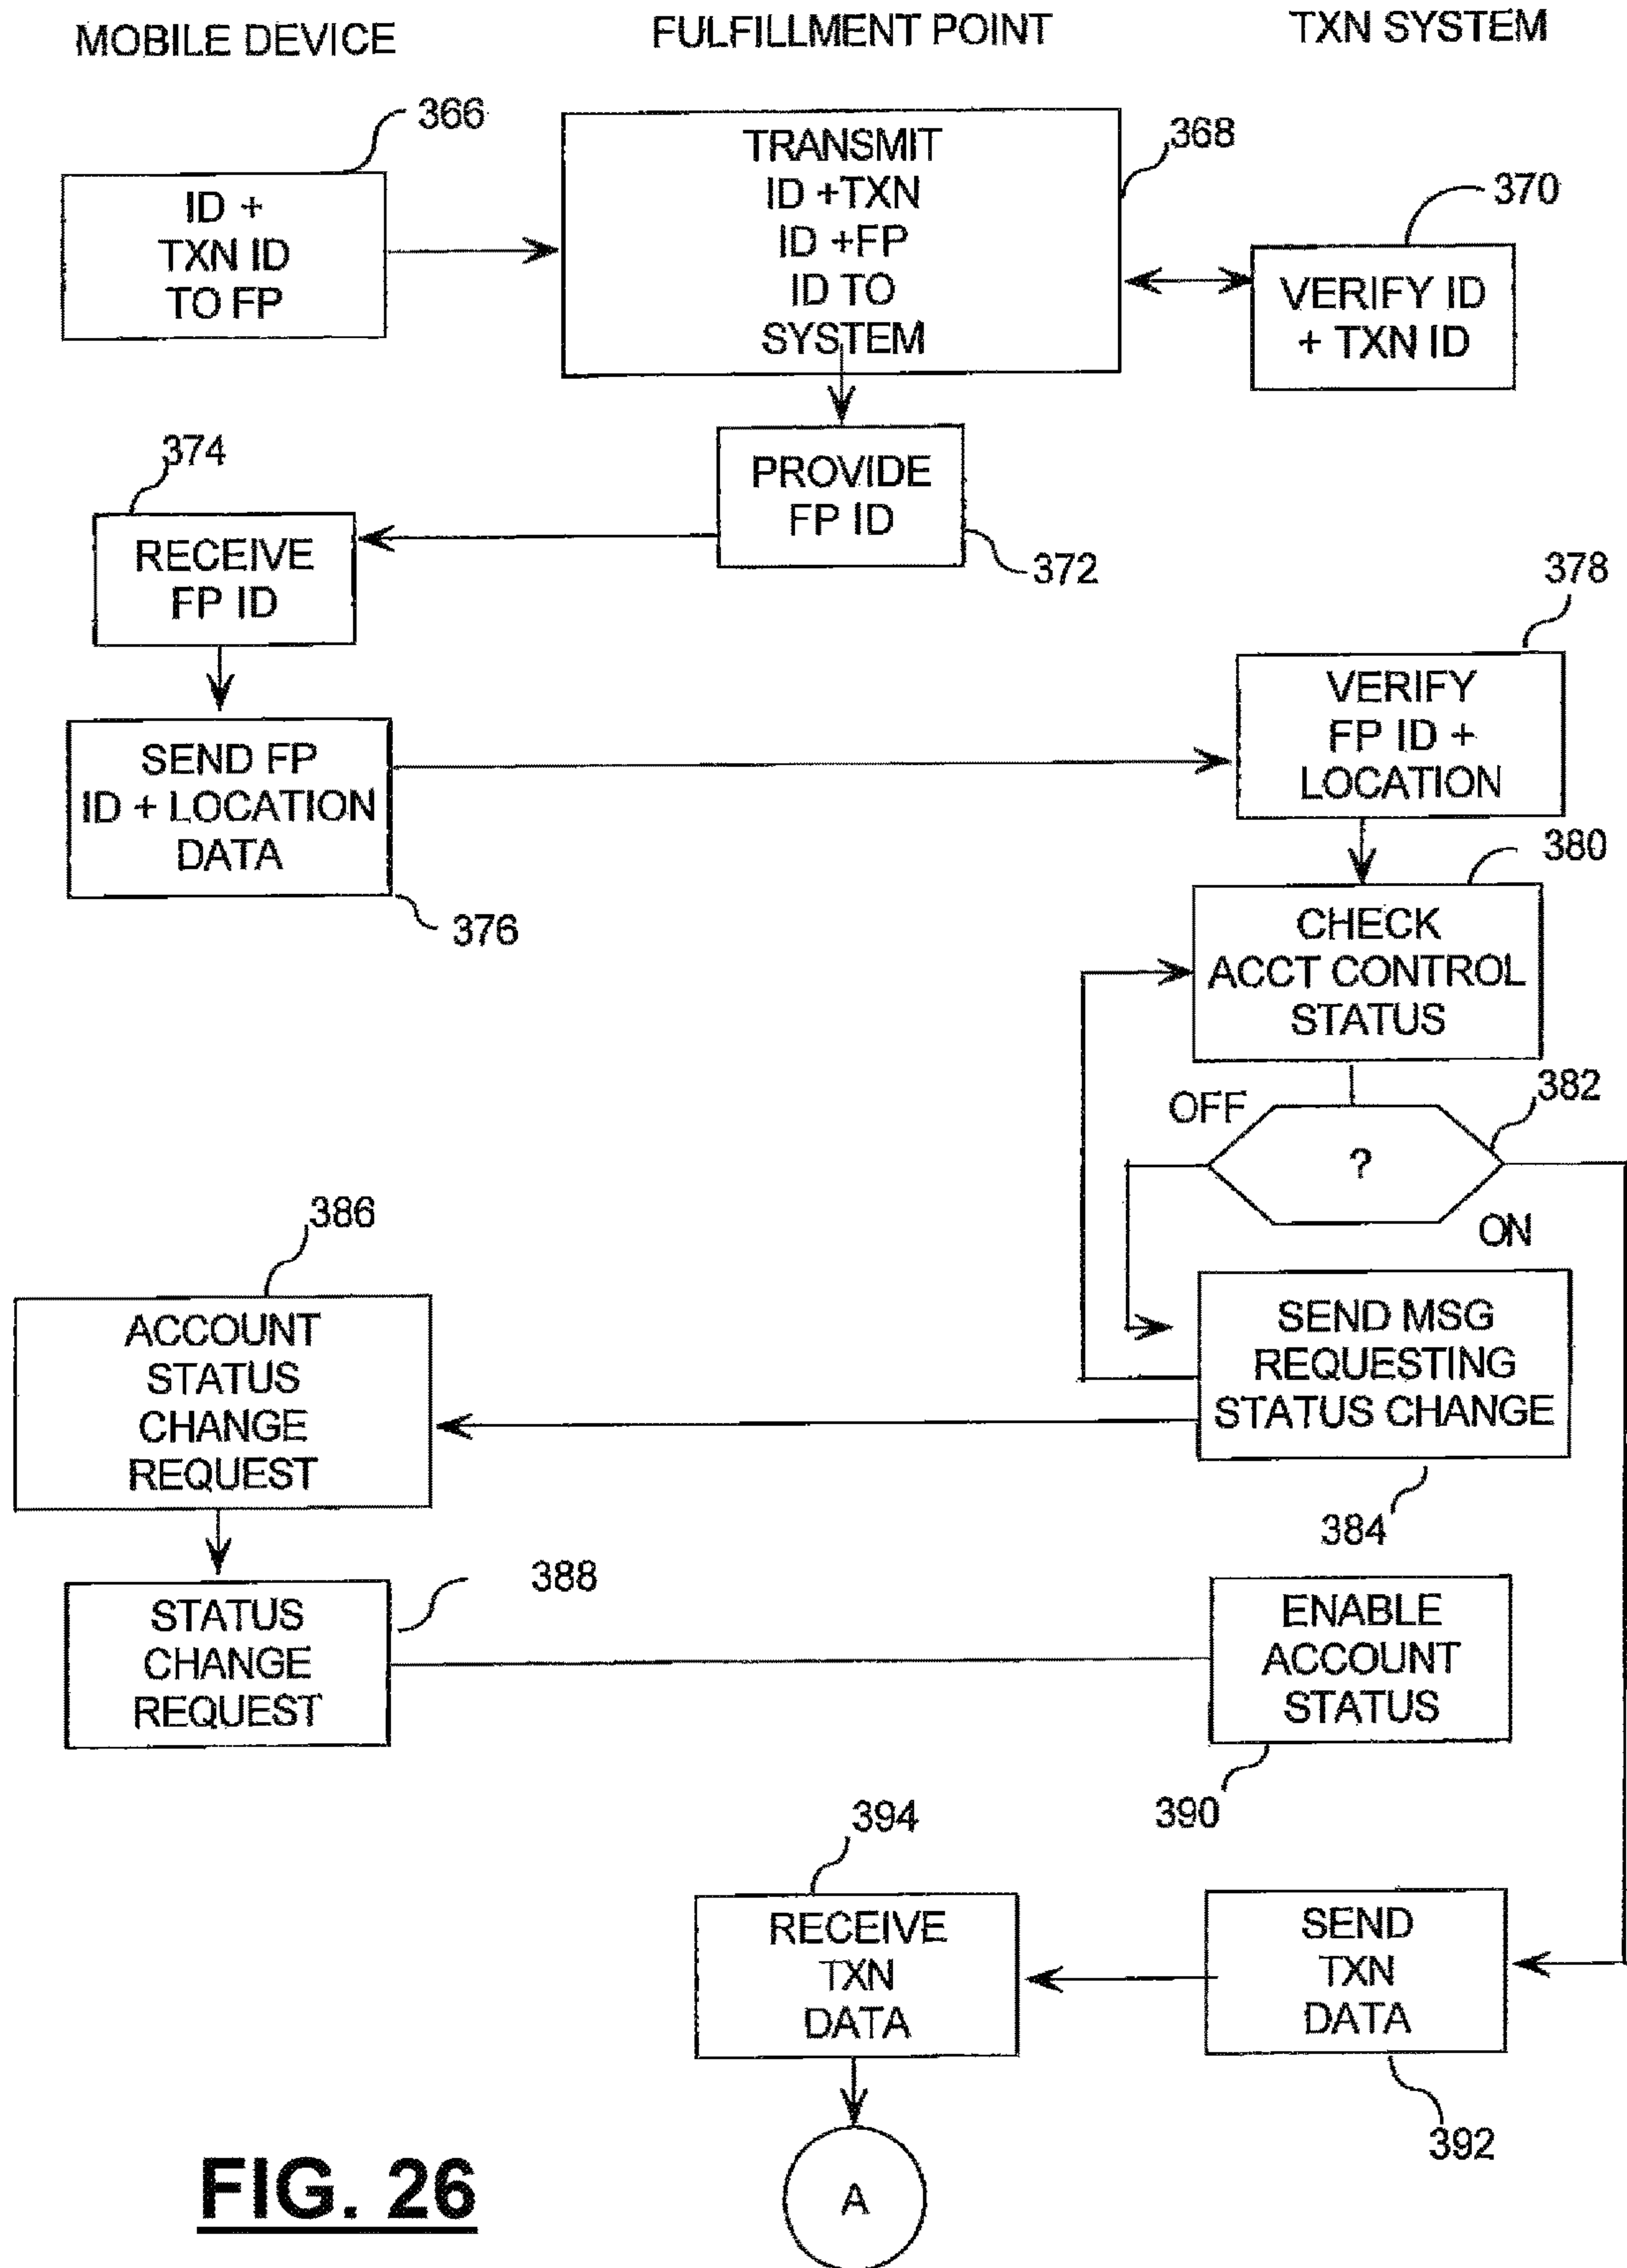 MOBILE DEVICE
FULFILLMENT POINT
TXN SYSTEM
366
ID +
TXN ID
TO FP
368
TRANSMIT
ID +TXN
ID +FP
ID TO
SYSTEM
370
VERIFY ID
+ TXN ID
374
RECEIVE
FP ID
PROVIDE
FP ID
372
378
VERIFY
FP ID +
LOCATION
SEND FP
ID + LOCATION
DATA
376
380
CHECK
ACCT CONTROL
STATUS
382
OFF
?
ON
386
ACCOUNT
STATUS
CHANGE
REQUEST
SEND MSG
REQUESTING
STATUS CHANGE
384
388
STATUS
CHANGE
REQUEST
ENABLE
ACCOUNT
STATUS
390
394
RECEIVE
TXN
DATA
SEND
TXN
DATA
392
A
FIG. 26